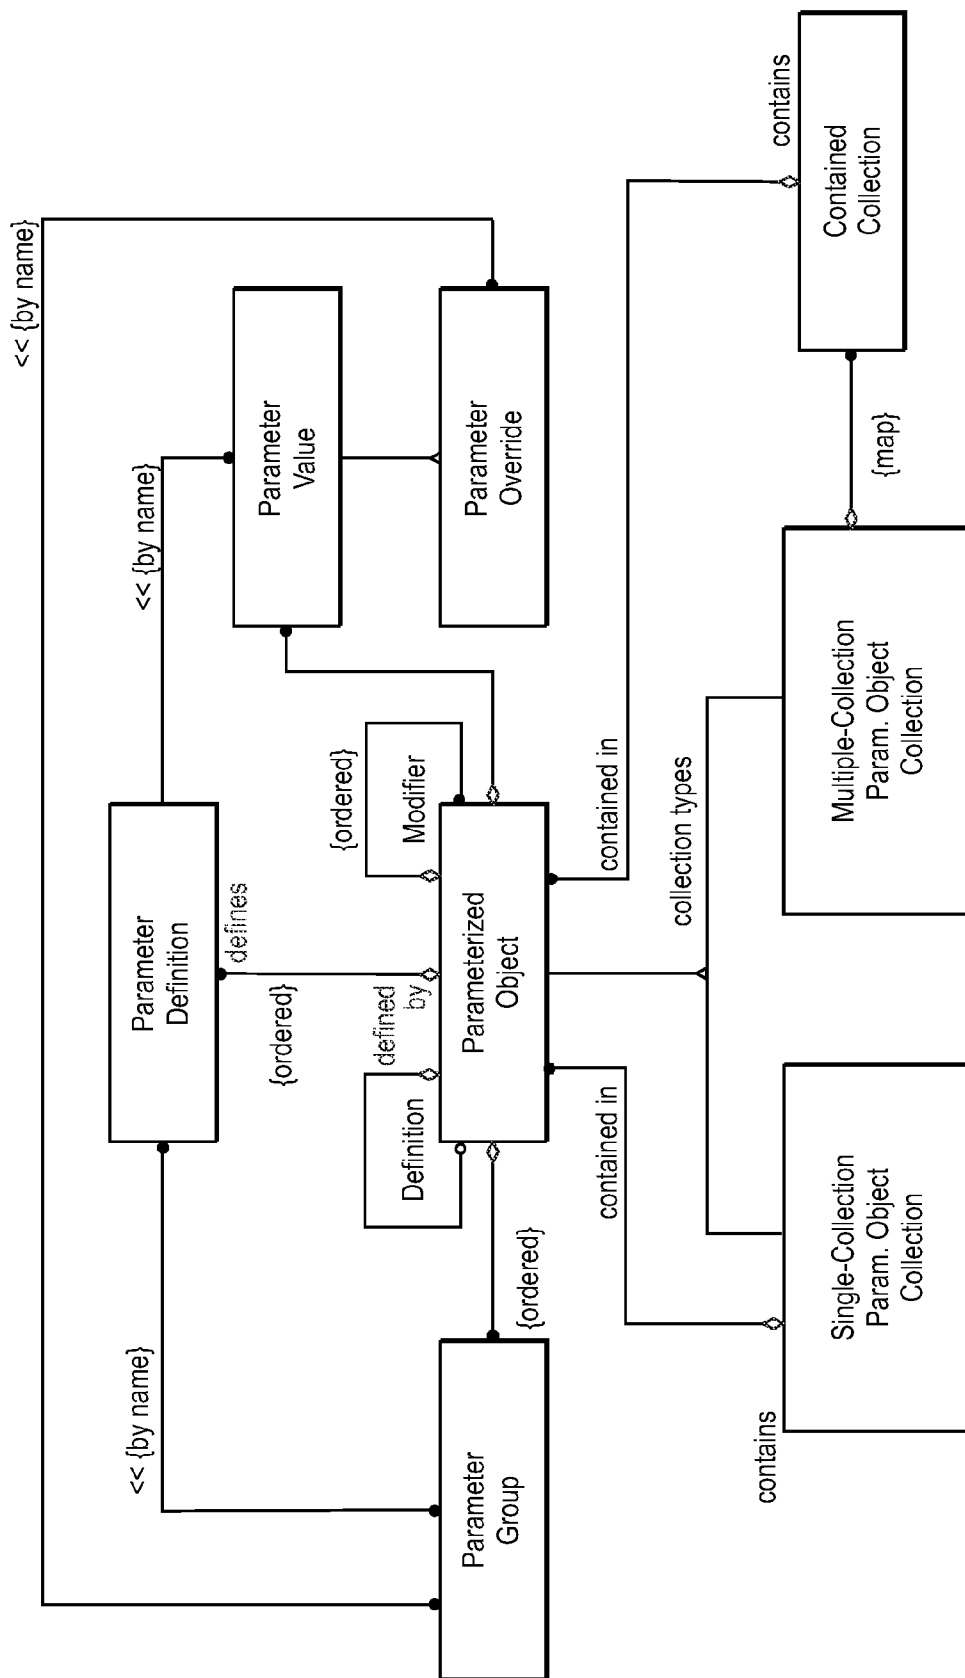 << {by name}
<< {by name}
<< {by name}
Parameter
Definition
defines
{ordered}
Parameter
Value
{ordered}
Modifier
defined
by
Definition
Parameter
Group
{ordered}
Parameterized
Object
Parameter
Override
contained in
contained in
collection types
contains
Single-Collection
Param. Object
Collection
Multiple-Collection
Param. Object
Collection
{map}
contains
Contained
Collection